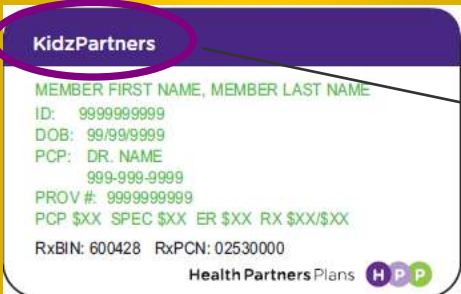 KidzPartners
MEMBER FIRST NAME, MEMBER LAST NAME
ID: 9999999999
DOB: 99/99/9999
PCP: DR. NAME
999-999-9999
PROV #: 9999999999
PCP $XX SPEC $XX ER $XX RX $XX/$XX
RxBIN: 600428 RxPCN: 02530000
Health Partners Plans HPP